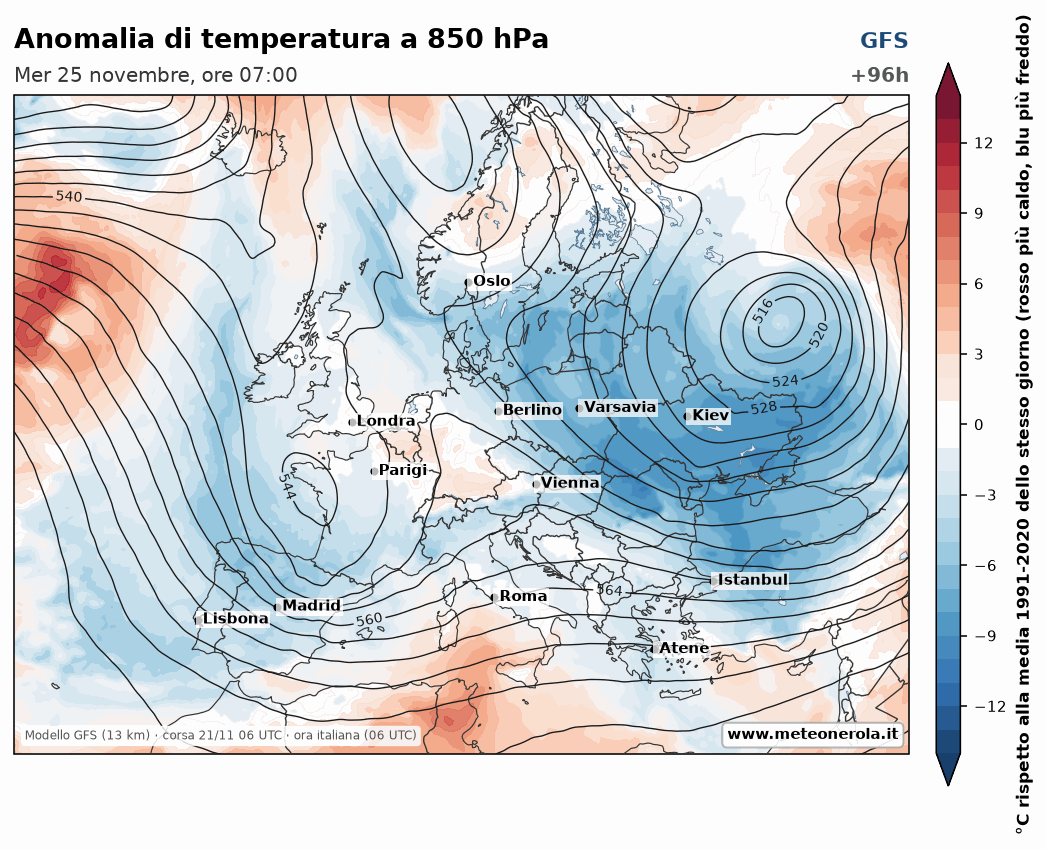 Anomalia di temperatura a 850 hPa
GFS
Mer 25 novembre, ore 07:00
+96h
540
516
520
524
528
544
560
564
Oslo
Berlino
Varsavia
Kiev
Londra
Parigi
Vienna
Istanbul
Roma
Madrid
Lisbona
Atene
Modello GFS (13 km) · corsa 21/11 06 UTC · ora italiana (06 UTC)
www.meteonerola.it
12
9
6
3
0
−3
−6
−9
−12
°C rispetto alla media 1991-2020 dello stesso giorno (rosso più caldo, blu più freddo)